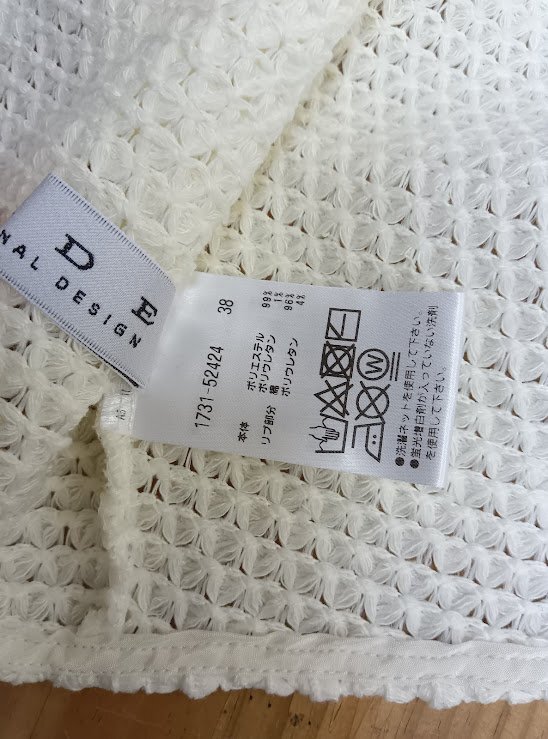 D E
NAL DESIGN
1731-52424 38
本体 ポリエステル 99%
ポリウレタン 1%
リブ部分 綿 96%
ポリウレタン 4%
W
●洗濯ネットを使用して下さい。
●蛍光増白剤が入っていない洗剤
を使用して下さい。